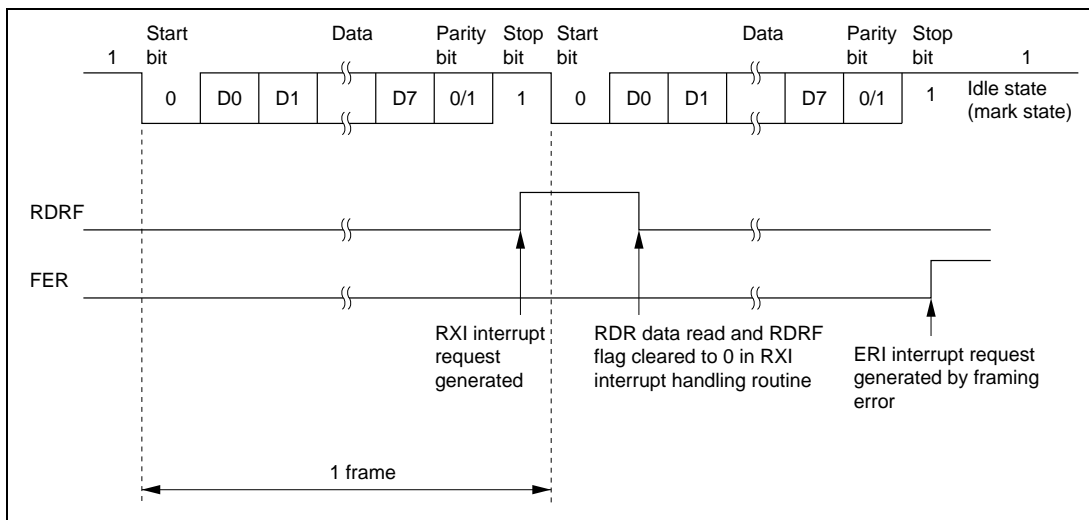 Start Data Parity Stop Start Data Parity Stop
1 bit bit bit bit bit bit 1
0 D0 D1 D7 0/1 1 0 D0 D1 D7 0/1 1 Idle state
(mark state)
RDRF
FER
RXI interrupt
request
generated
RDR data read and RDRF
flag cleared to 0 in RXI
interrupt handling routine
ERI interrupt request
generated by framing
error
1 frame